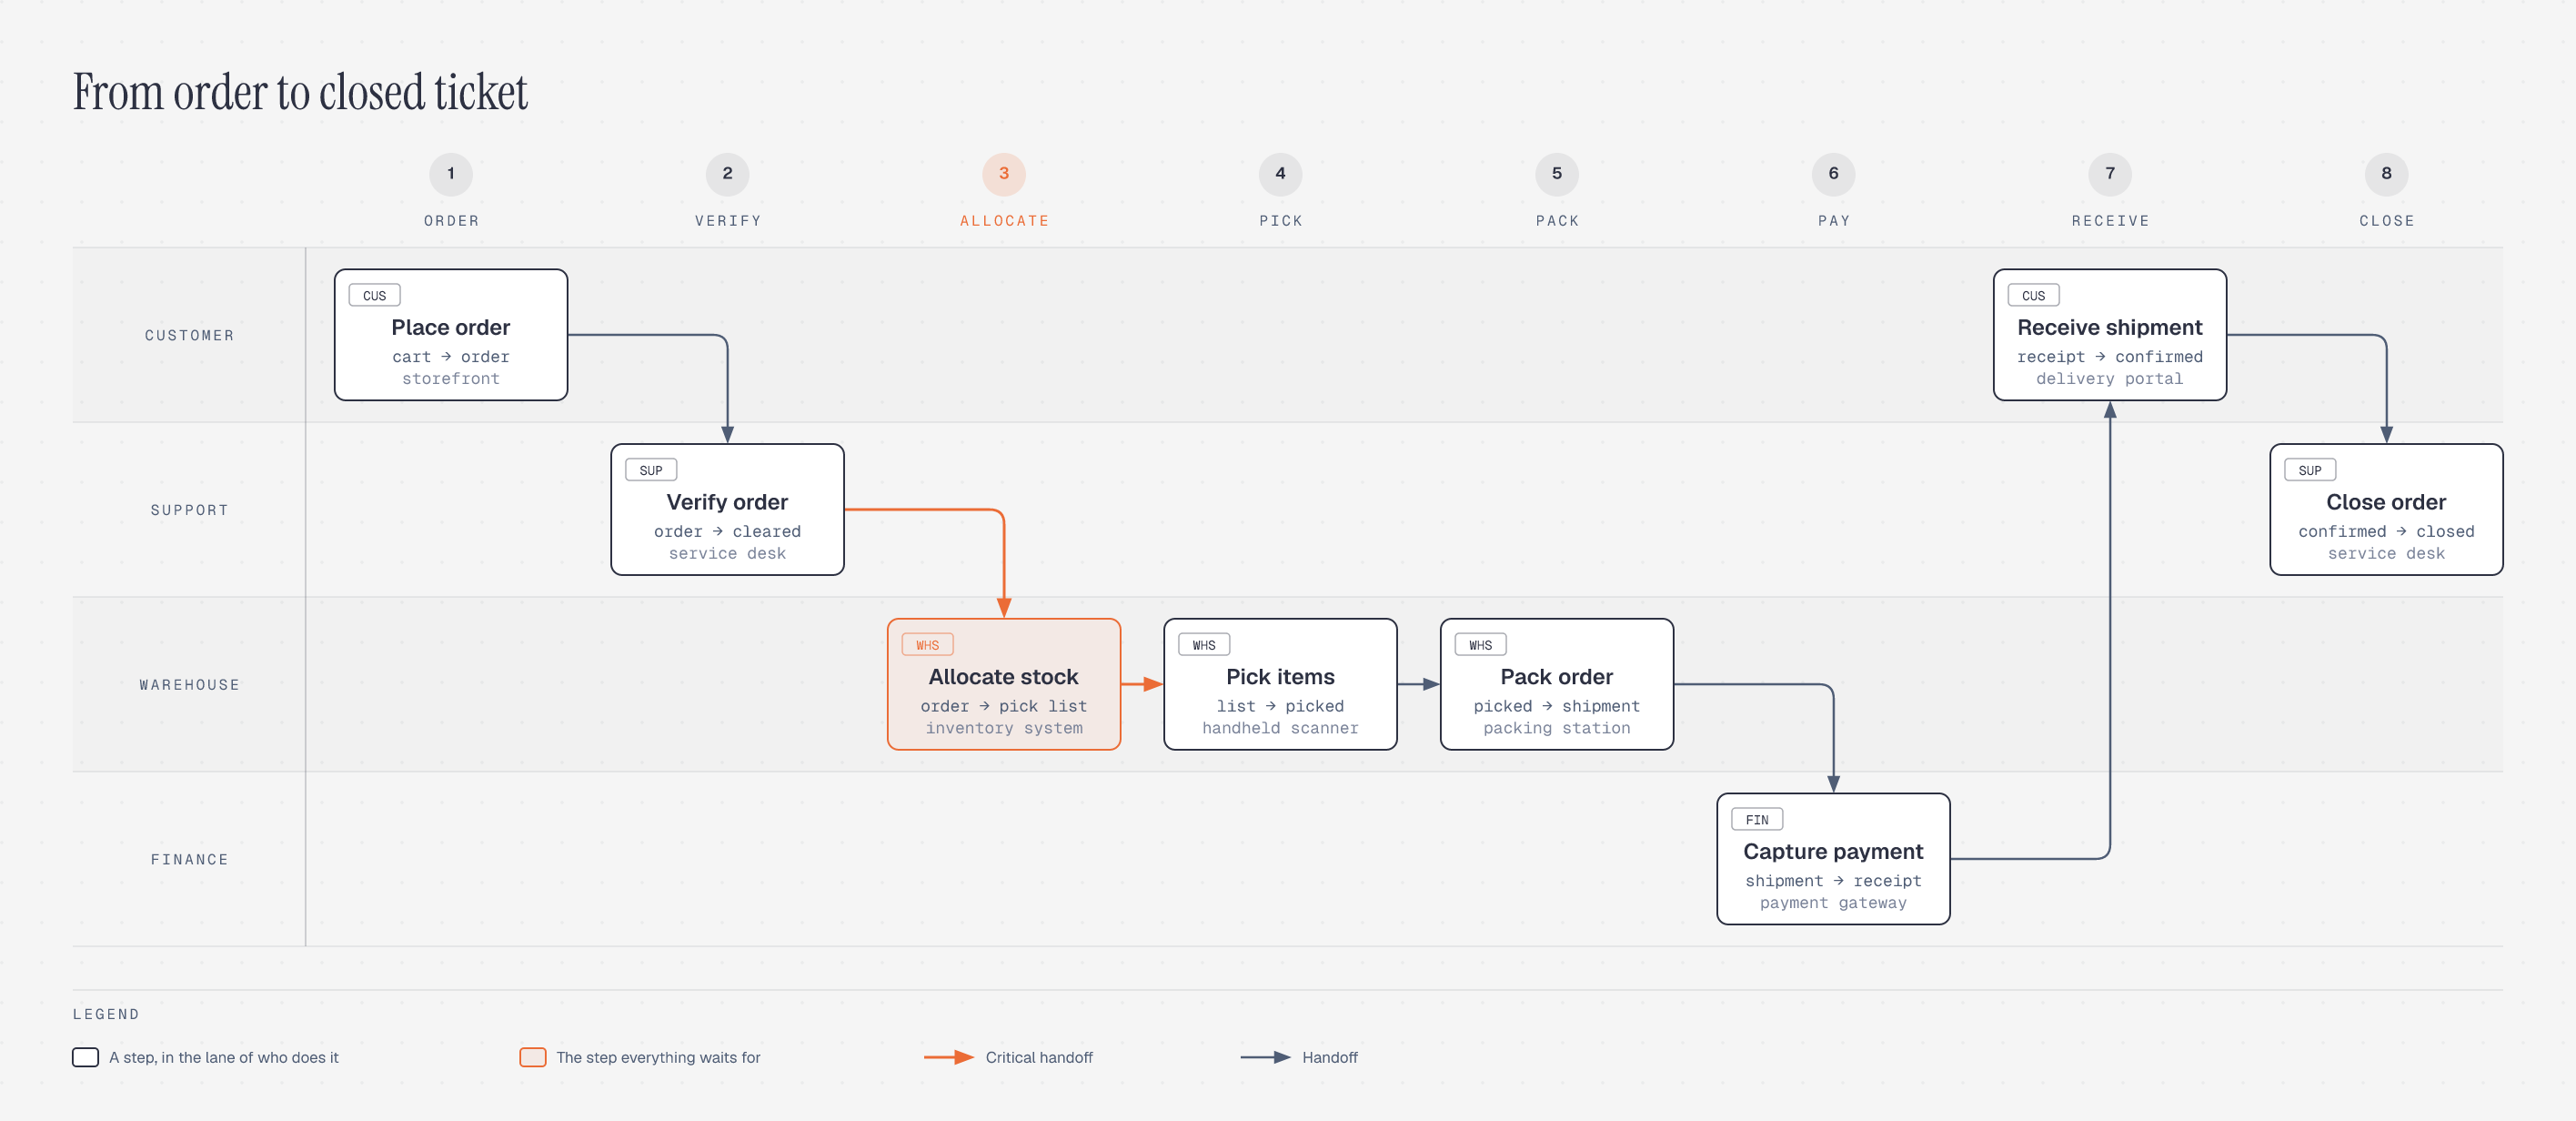 From order to closed ticket
1
2
3
4
5
6
7
8
ORDER
VERIFY
ALLOCATE
PICK
PACK
PAY
RECEIVE
CLOSE
CUSTOMER
CUS
Place order
cart → order
storefront
CUS
Receive shipment
receipt → confirmed
delivery portal
SUPPORT
SUP
Verify order
order → cleared
service desk
SUP
Close order
confirmed → closed
service desk
WAREHOUSE
WHS
Allocate stock
order → pick list
inventory system
WHS
Pick items
list → picked
handheld scanner
WHS
Pack order
picked → shipment
packing station
FINANCE
FIN
Capture payment
shipment → receipt
payment gateway
LEGEND
A step, in the lane of who does it
The step everything waits for
Critical handoff
Handoff